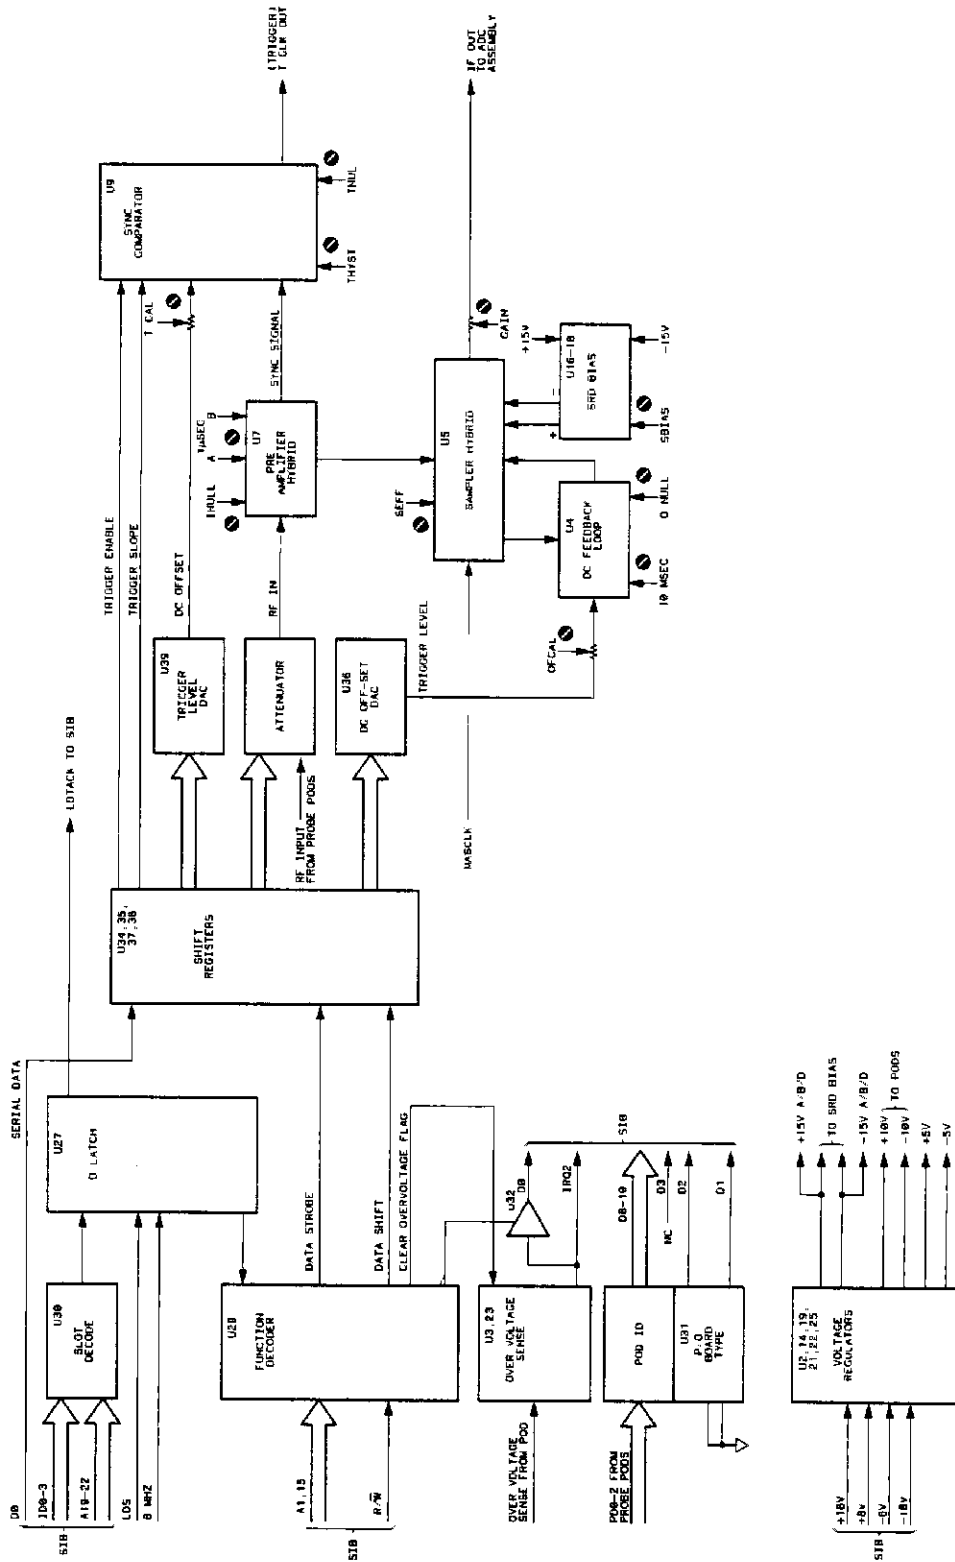 D0
ID0-3
A19-22
LDS
8 MHZ
SIB
U30
SLOT
DECODE
U27
D LATCH
SERIAL DATA
LDTACK TO SIB
A1,15
R/W
SIB
U28
FUNCTION
DECODER
DATA STROBE
DATA SHIFT
CLEAR OVERVOLTAGE FLAG
U34,35,
37,38
SHIFT
REGISTERS
TRIGGER ENABLE
TRIGGER SLOPE
U39
TRIGGER
LEVEL
DAC
DC OFFSET
T CAL
ATTENUATOR
RF INPUT
FROM PROBE PODS
RF IN
U36
DC OFF-SET
DAC
TRIGGER LEVEL
OFCAL
INULL
A
1µSEC
B
U7
PRE
AMPLIFIER
HYBRID
SYNC SIGNAL
U9
SYNC
COMPARATOR
THYST
TNUL
(TRIGGER)
T CLK OUT
MASCLK
SEFF
U5
SAMPLER HYBRID
GAIN
IF OUT
TO ADC
ASSEMBLY
U4
DC FEEDBACK
LOOP
10 MSEC
O NULL
U16-18
SRD BIAS
+
-
+15V
-15V
SBIAS
OVER VOLTAGE
SENSE FROM POD
U3,23
OVER VOLTAGE
SENSE
U32
D0
IRQ2
SIB
PD0-2 FROM
PROBE PODS
POD ID
D8-10
NC
D3
D2
D1
U31
P/O
BOARD
TYPE
+18V
+8V
-8V
-18V
SIB
U2,14,19,
21,22,25
VOLTAGE
REGULATORS
+15V A/B/D
TO SRD BIAS
-15V A/B/D
+10V
-10V
TO PODS
+5V
-5V